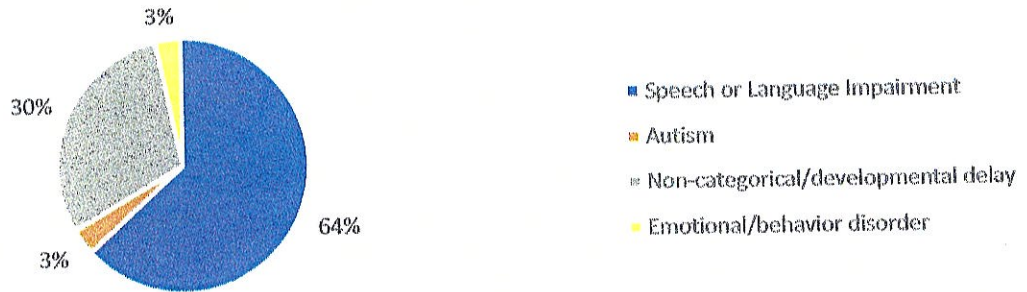 3%
30%
64%
3%
Speech or Language Impairment
Autism
Non-categorical/developmental delay
Emotional/behavior disorder